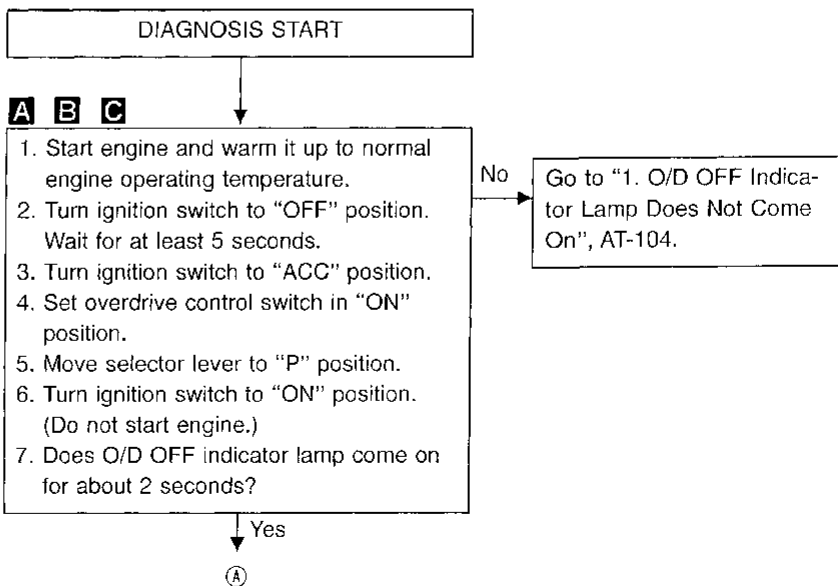 DIAGNOSIS START
A B C
1. Start engine and warm it up to normal
engine operating temperature.
2. Turn ignition switch to "OFF" position.
Wait for at least 5 seconds.
3. Turn ignition switch to "ACC" position.
4. Set overdrive control switch in "ON"
position.
5. Move selector lever to "P" position.
6. Turn ignition switch to "ON" position.
(Do not start engine.)
7. Does O/D OFF indicator lamp come on
for about 2 seconds?
No
Go to "1. O/D OFF Indica-
tor Lamp Does Not Come
On", AT-104.
Yes
Ⓐ